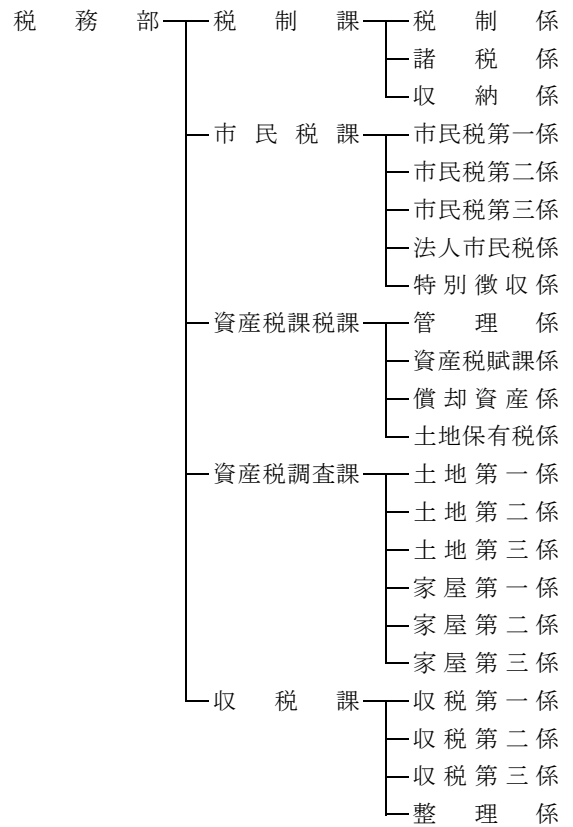 税務部 税制課 税制係
諸税係
収納係
市民税課 市民税第一係
市民税第二係
市民税第三係
法人市民税係
特別徴収係
資産税課税課 管理係
資産税賦課係
償却資産係
土地保有税係
資産税調査課 土地第一係
土地第二係
土地第三係
家屋第一係
家屋第二係
家屋第三係
収税課 収税第一係
収税第二係
収税第三係
整理係